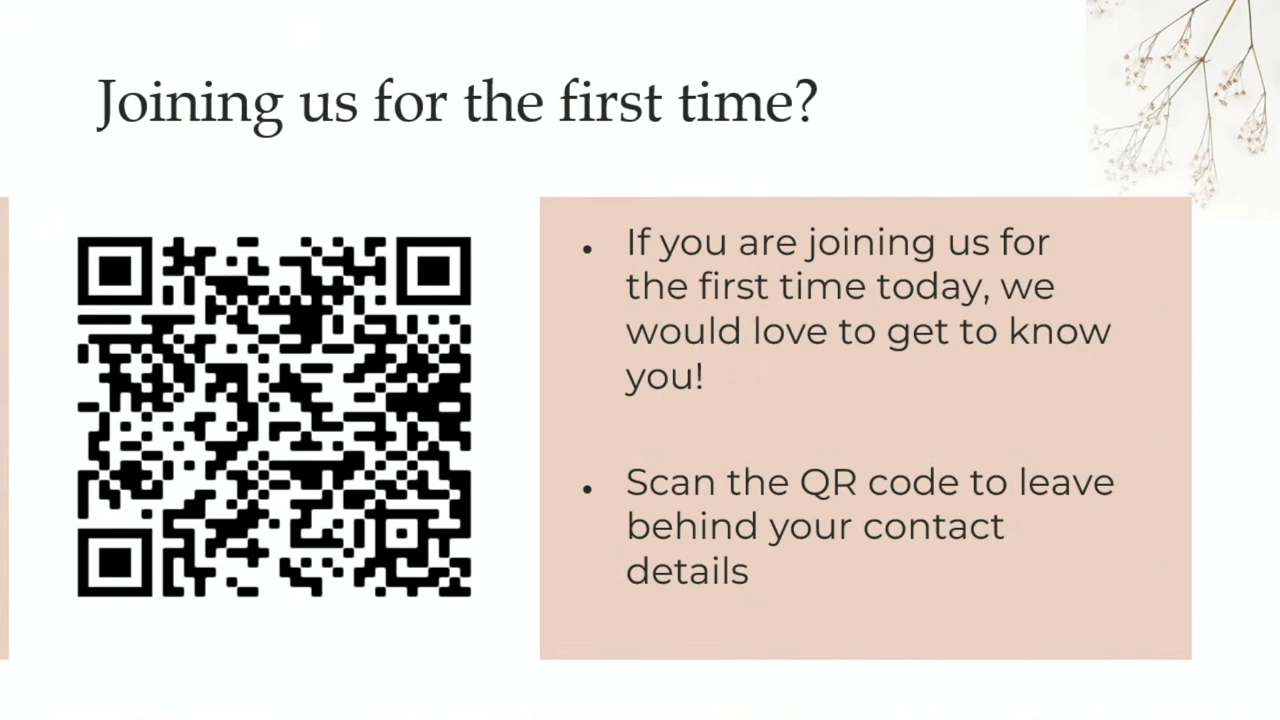 Joining us for the first time?
• If you are joining us for
the first time today, we
would love to get to know
you!
• Scan the QR code to leave
behind your contact
details